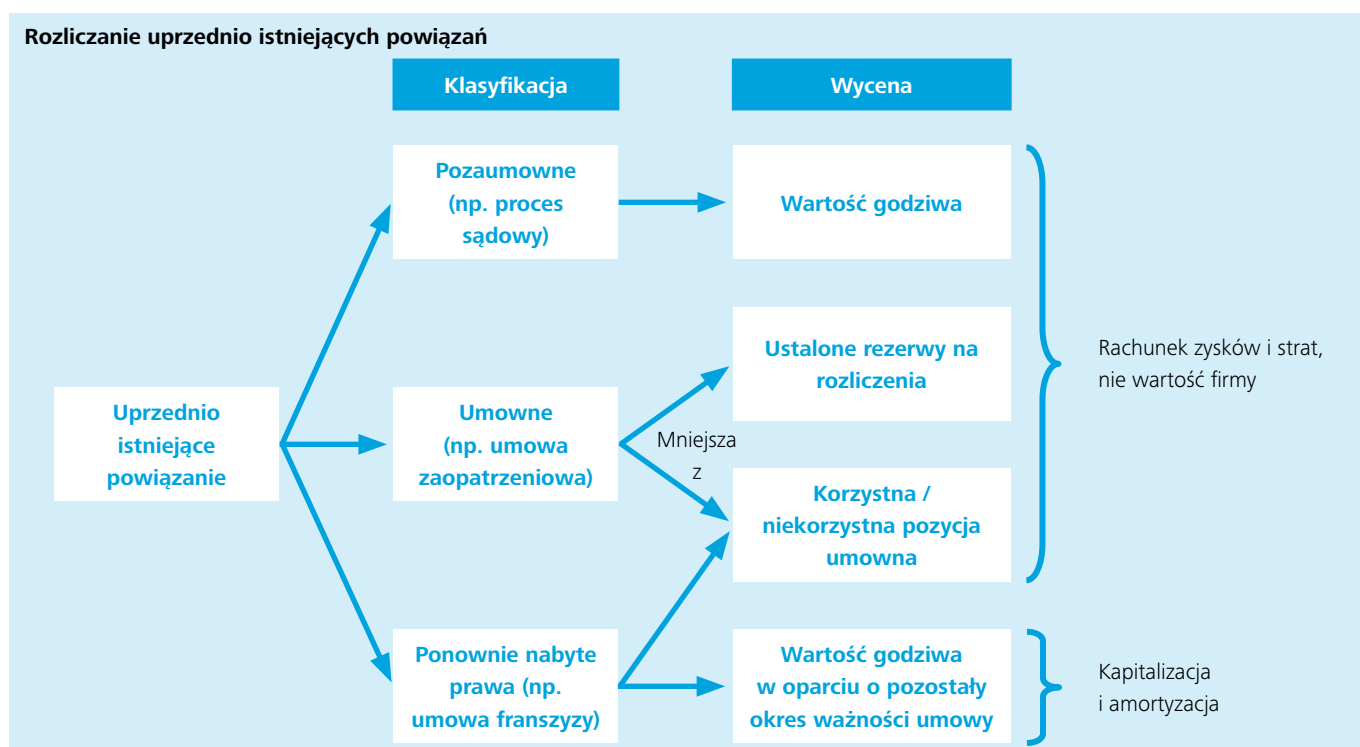 Rozliczanie uprzednio istniejących powiązań
Klasyfikacja
Wycena
Pozaumowne
(np. proces
sądowy)
Wartość godziwa
Ustalone rezerwy na
rozliczenia
Rachunek zysków i strat,
nie wartość firmy
Uprzednio
istniejące
powiązanie
Umowne
(np. umowa
zaopatrzeniowa)
Mniejsza
z
Korzystna /
niekorzystna pozycja
umowna
Ponownie nabyte
prawa (np.
umowa franszyzy)
Wartość godziwa
w oparciu o pozostały
okres ważności umowy
Kapitalizacja
i amortyzacja